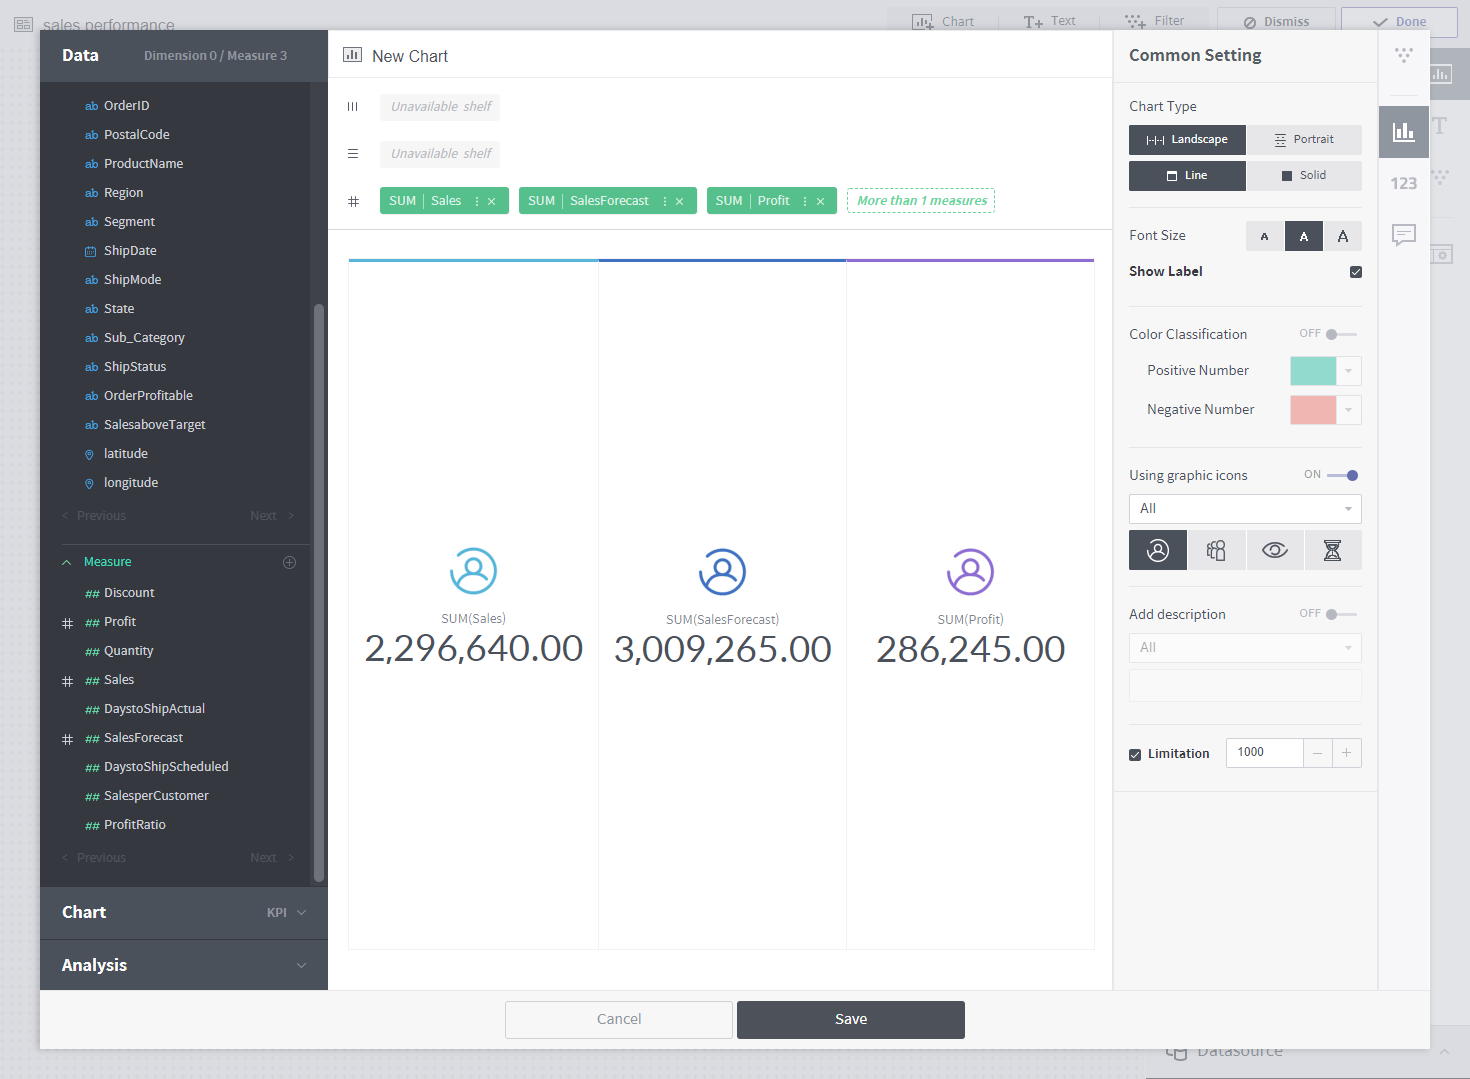 sales performance
Chart
Text
Filter
Dismiss
Done
Data
Dimension 0 / Measure 3
ab OrderID
ab PostalCode
ab ProductName
ab Region
ab Segment
ShipDate
ab ShipMode
ab State
ab Sub_Category
ab ShipStatus
ab OrderProfitable
ab SalesaboveTarget
latitude
longitude
< Previous
Next >
Measure
## Discount
# ## Profit
## Quantity
# ## Sales
## DaystoShipActual
# ## SalesForecast
## DaystoShipScheduled
## SalesperCustomer
## ProfitRatio
< Previous
Next >
Chart
KPI
Analysis
New Chart
Unavailable shelf
Unavailable shelf
# SUM | Sales
SUM | SalesForecast
SUM | Profit
More than 1 measures
SUM(Sales)
2,296,640.00
SUM(SalesForecast)
3,009,265.00
SUM(Profit)
286,245.00
Common Setting
Chart Type
Landscape
Portrait
Line
Solid
Font Size
A
A
A
Show Label
Color Classification
OFF
Positive Number
Negative Number
Using graphic icons
ON
All
Add description
OFF
All
Limitation
1000
123
T
Cancel
Save
Datasource